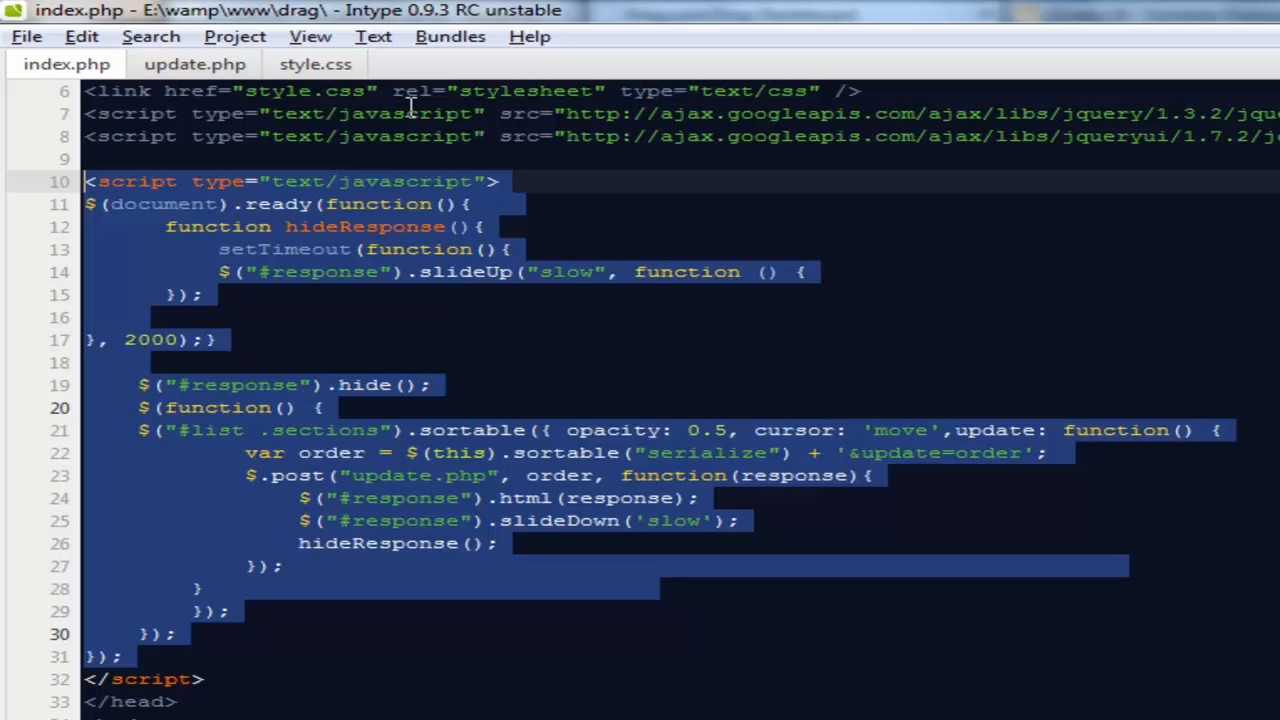 index.php - E:\wamp\www\drag\ - Intype 0.9.3 RC unstable
File Edit Search Project View Text Bundles Help
index.php update.php style.css
6 <link href="style.css" rel="stylesheet" type="text/css" />
7 <script type="text/javascript" src="http://ajax.googleapis.com/ajax/libs/jquery/1.3.2/jqu
8 <script type="text/javascript" src="http://ajax.googleapis.com/ajax/libs/jqueryui/1.7.2/j
9
10 <script type="text/javascript">
11 $(document).ready(function(){
12 function hideResponse(){
13 setTimeout(function(){
14 $("#response").slideUp("slow", function () {
15 });
16
17 }, 2000);}
18
19 $("#response").hide();
20 $(function() {
21 $("#list .sections").sortable({ opacity: 0.5, cursor: 'move',update: function() {
22 var order = $(this).sortable("serialize") + '&update=order';
23 $.post("update.php", order, function(response){
24 $("#response").html(response);
25 $("#response").slideDown('slow');
26 hideResponse();
27 });
28 }
29 });
30 });
31 });
32 </script>
33 </head>